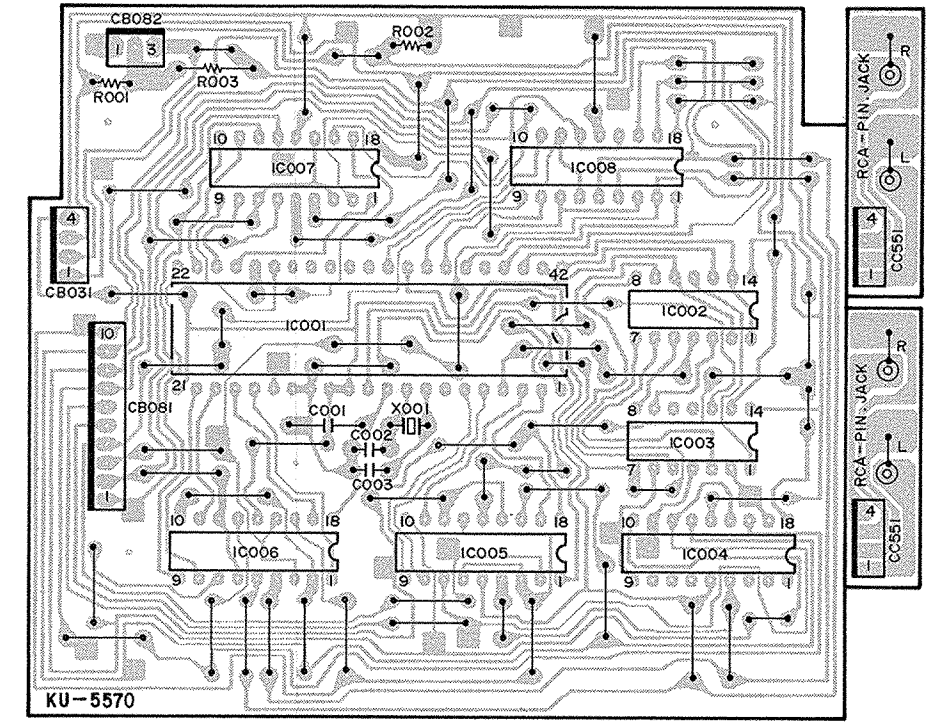 CB082
1 3
R002
R001
R003
10 18
IC007
9 1
10 18
IC008
9 1
RCA-PIN.JACK
R
L
4
1
CC551
4
1
CB031
22 42
IC001
21 1
8 14
IC002
7 1
10
CB081
1
C001
X001
C002
C003
8 14
IC003
7 1
RCA-PIN.JACK
R
L
4
1
CC551
10 18
IC006
9 1
10 18
IC005
9 1
10 18
IC004
9 1
KU-5570